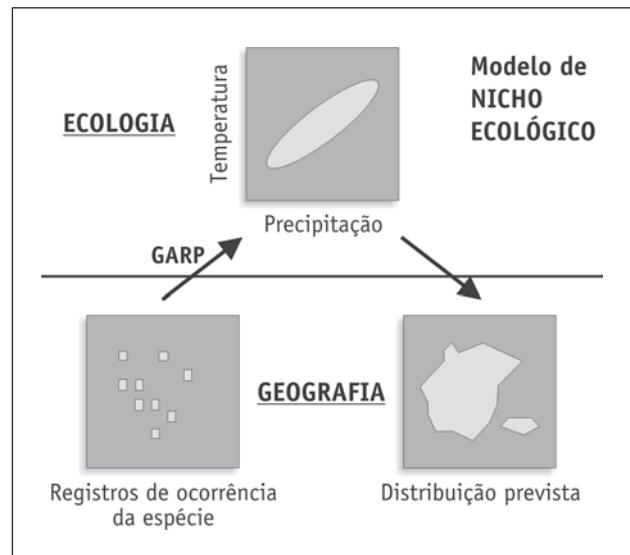 Modelo de
NICHO
ECOLÓGICO
ECOLOGIA
Temperatura
Precipitação
GARP
GEOGRAFIA
Registros de ocorrência
da espécie
Distribuição prevista